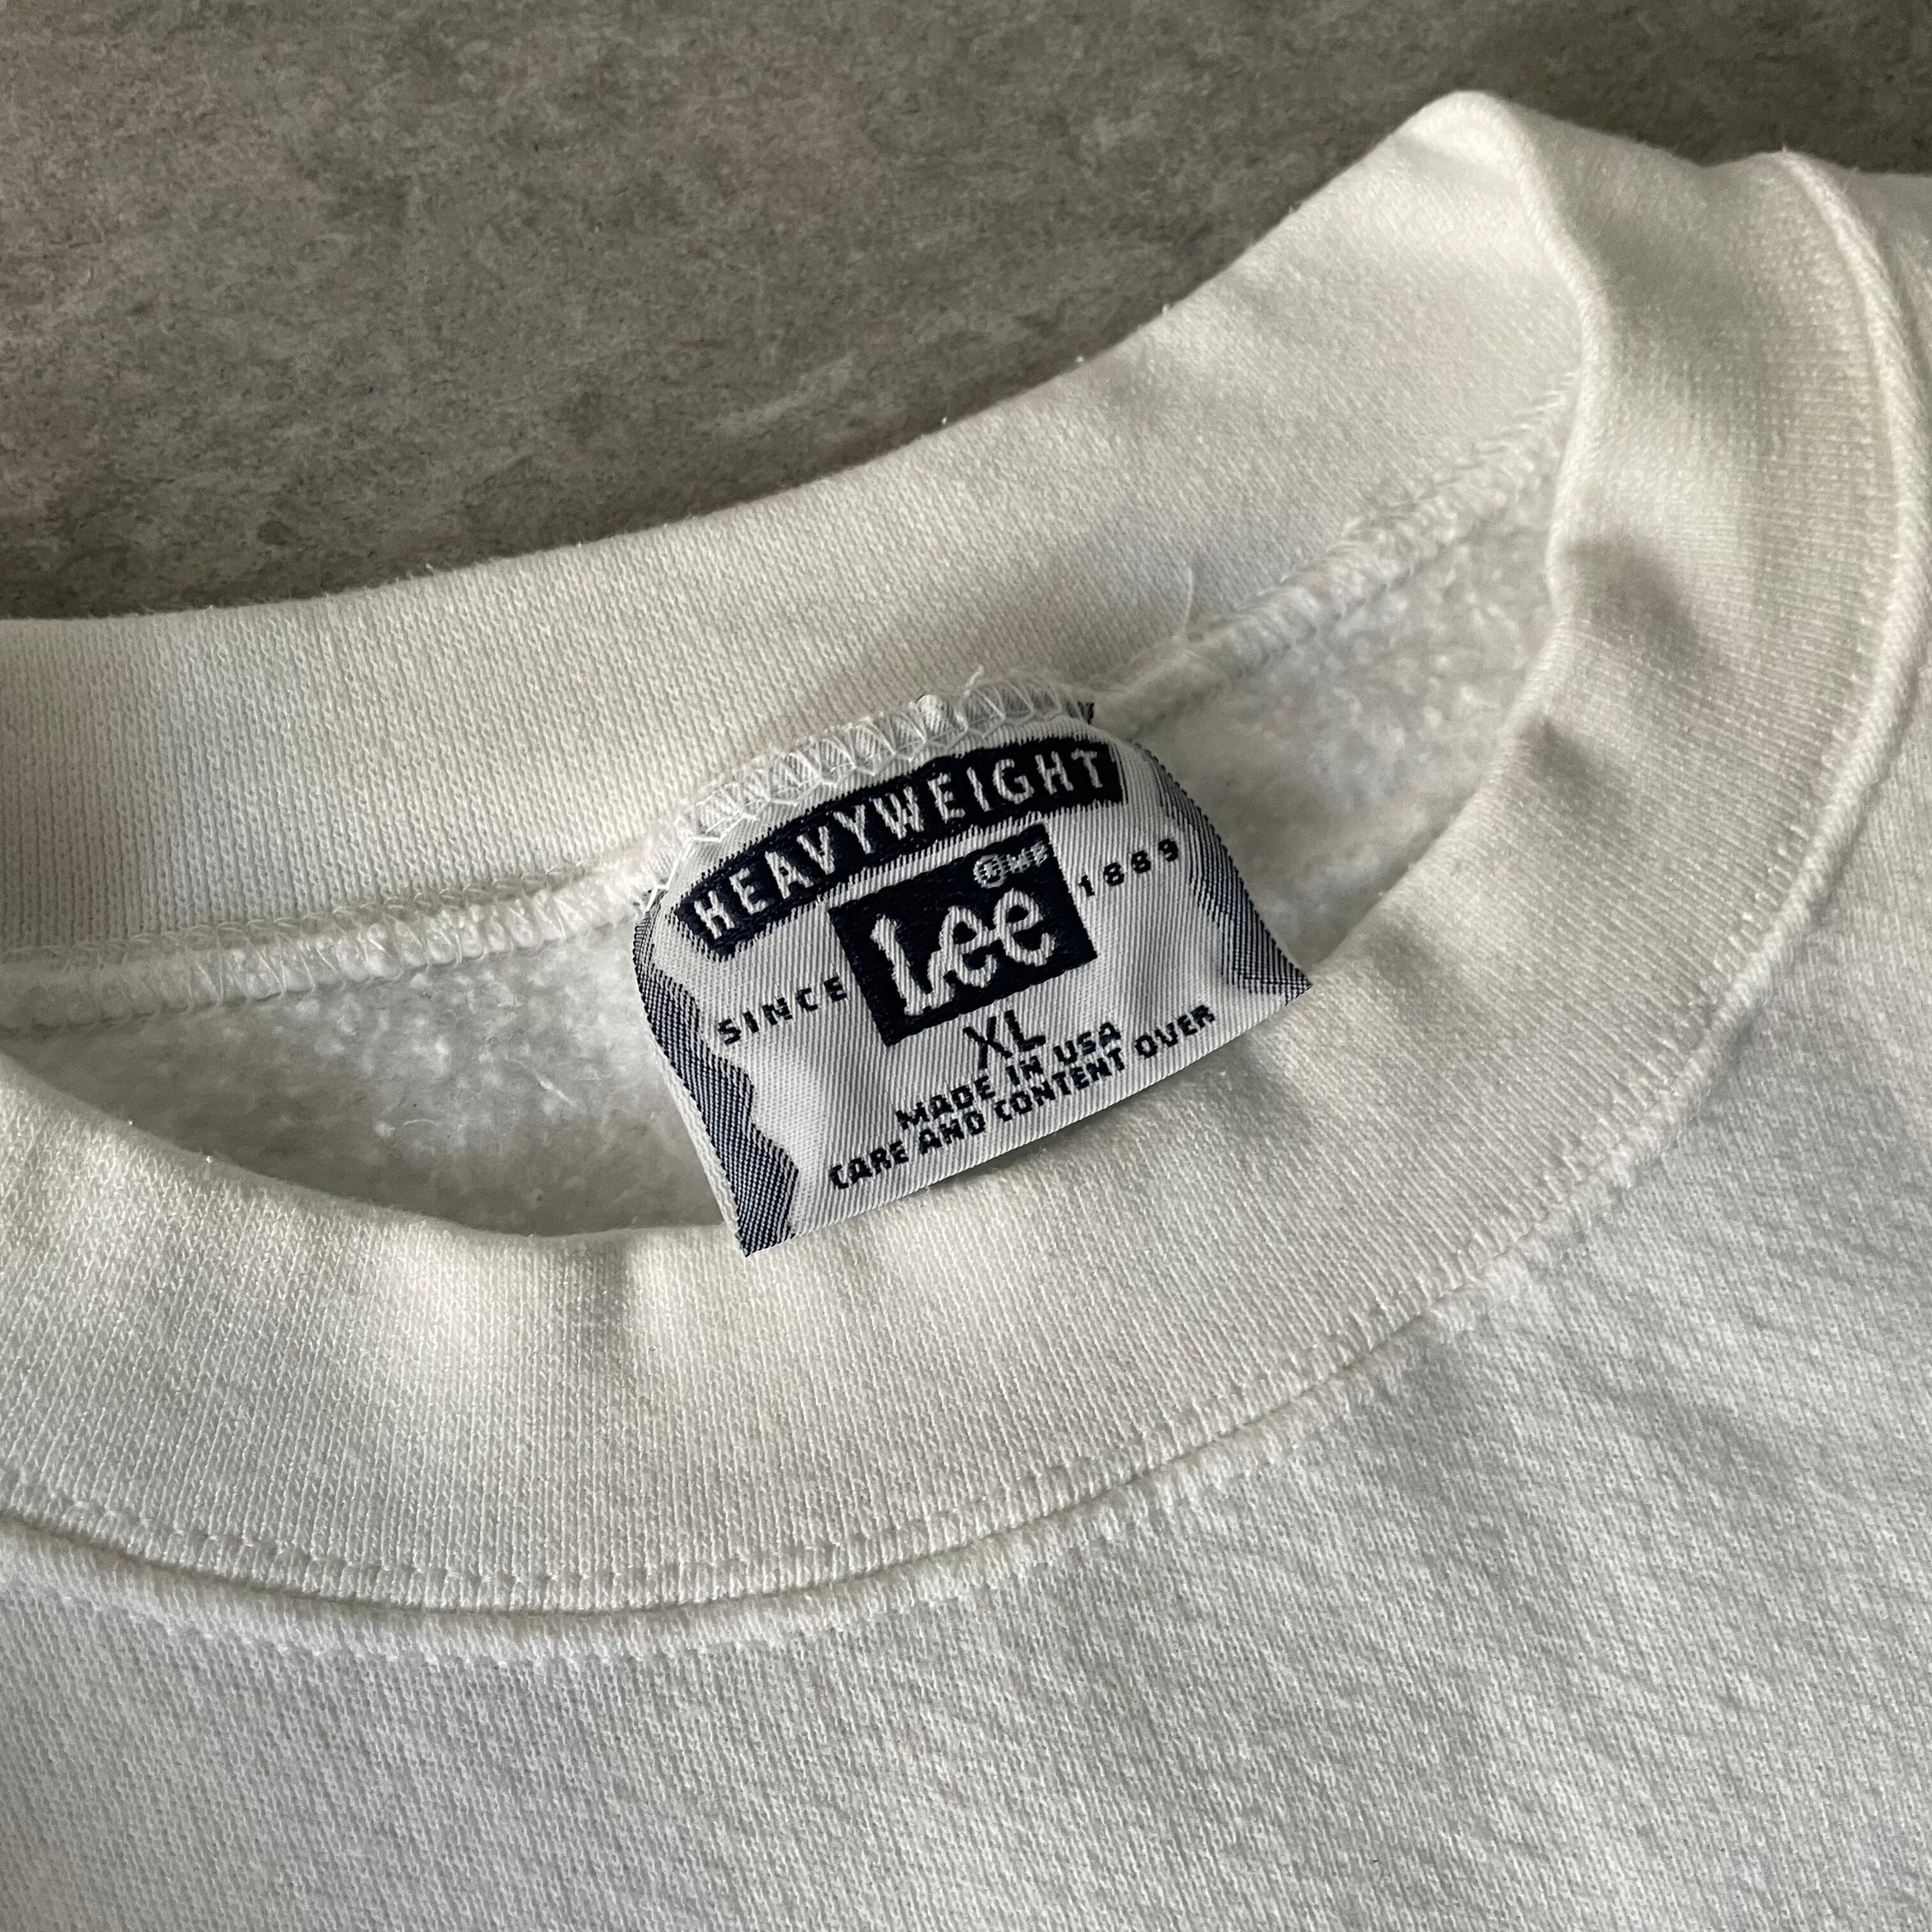 HEAVYWEIGHT
SINCE Lee 1889
XL
MADE IN USA
CARE AND CONTENT OVER